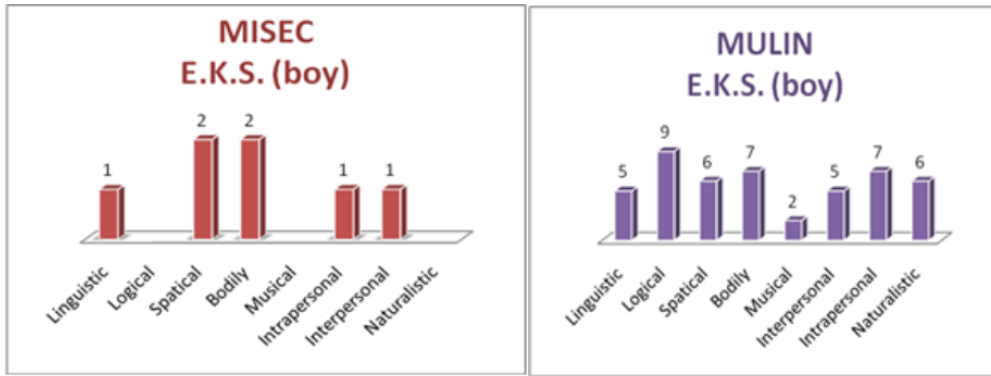 MISEC
E.K.S. (boy)
1
2
2
1
1
Linguistic
Logical
Spatical
Bodily
Musical
Intrapersonal
Interpersonal
Naturalistic
MULIN
E.K.S. (boy)
5
9
6
7
2
5
7
6
Linguistic
Logical
Spatical
Bodily
Musical
Interpersonal
Intrapersonal
Naturalistic